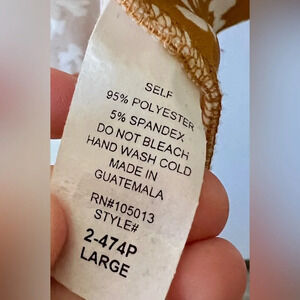 SELF
95% POLYESTER
5% SPANDEX
DO NOT BLEACH
HAND WASH COLD
MADE IN
GUATEMALA
RN#105013
STYLE#
2-474P
LARGE